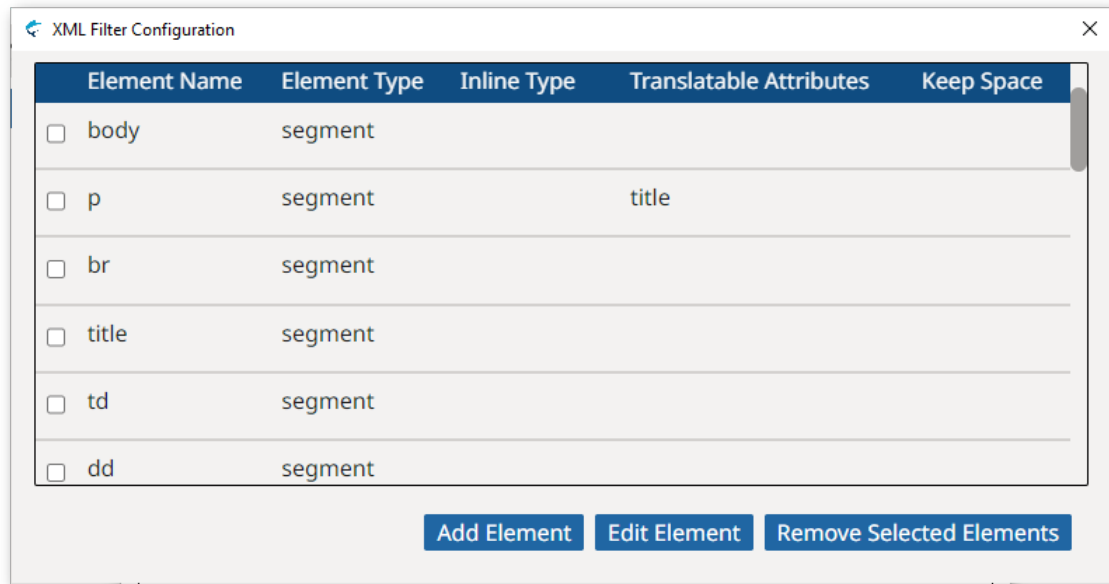 XML Filter Configuration
Element Name Element Type Inline Type Translatable Attributes Keep Space
body segment
p segment title
br segment
title segment
td segment
dd segment
Add Element Edit Element Remove Selected Elements